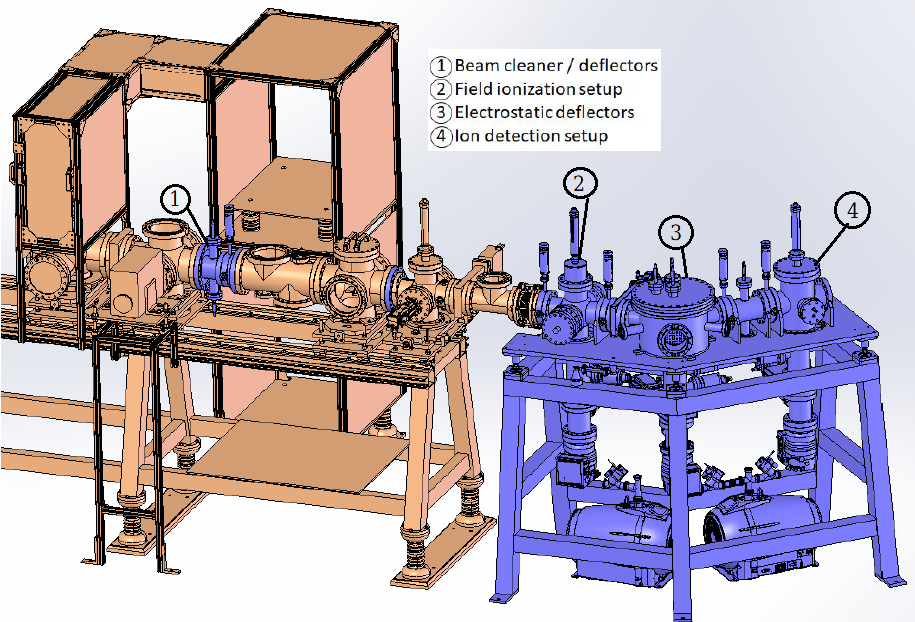 ① Beam cleaner / deflectors
② Field ionization setup
③ Electrostatic deflectors
④ Ion detection setup
1
2
3
4